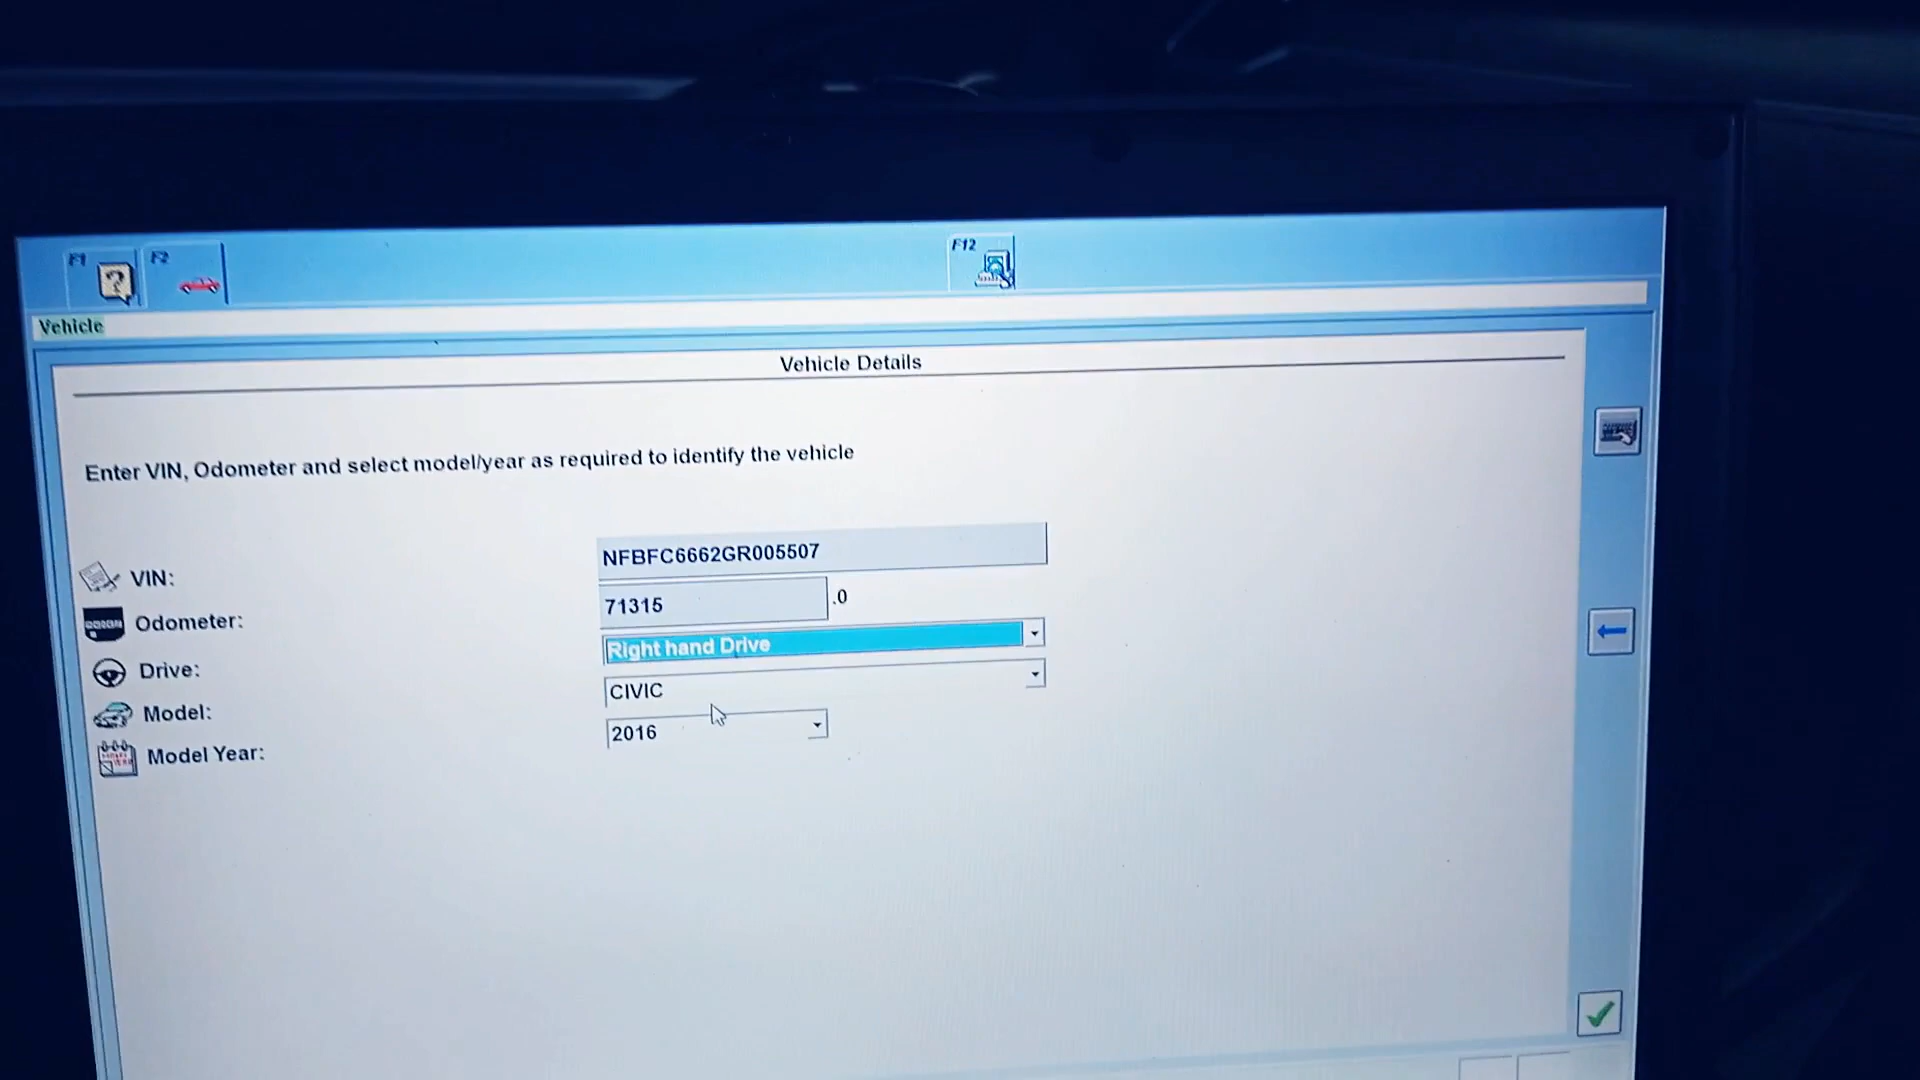 F1
F2
F12
Vehicle
Vehicle Details
Enter VIN, Odometer and select model/year as required to identify the vehicle
VIN:
NFBFC6662GR005507
Odometer:
71315 .0
Drive:
Right hand Drive
Model:
CIVIC
Model Year:
2016